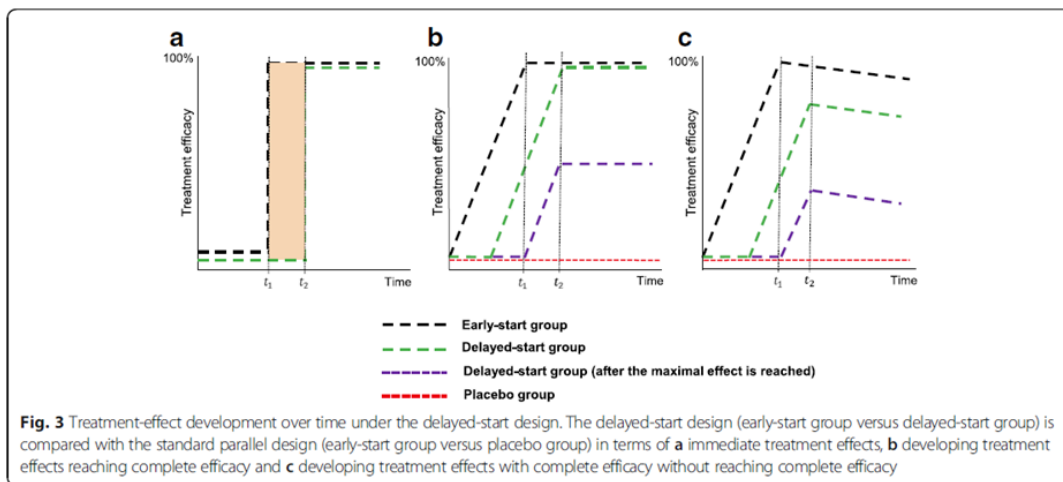 a
b
c
100%
100%
100%
Treatment efficacy
Treatment efficacy
Treatment efficacy
t1
t2
Time
t1
t2
Time
t1
t2
Time
Early-start group
Delayed-start group
Delayed-start group (after the maximal effect is reached)
Placebo group
Fig. 3 Treatment-effect development over time under the delayed-start design. The delayed-start design (early-start group versus delayed-start group) is
compared with the standard parallel design (early-start group versus placebo group) in terms of a immediate treatment effects, b developing treatment
effects reaching complete efficacy and c developing treatment effects with complete efficacy without reaching complete efficacy